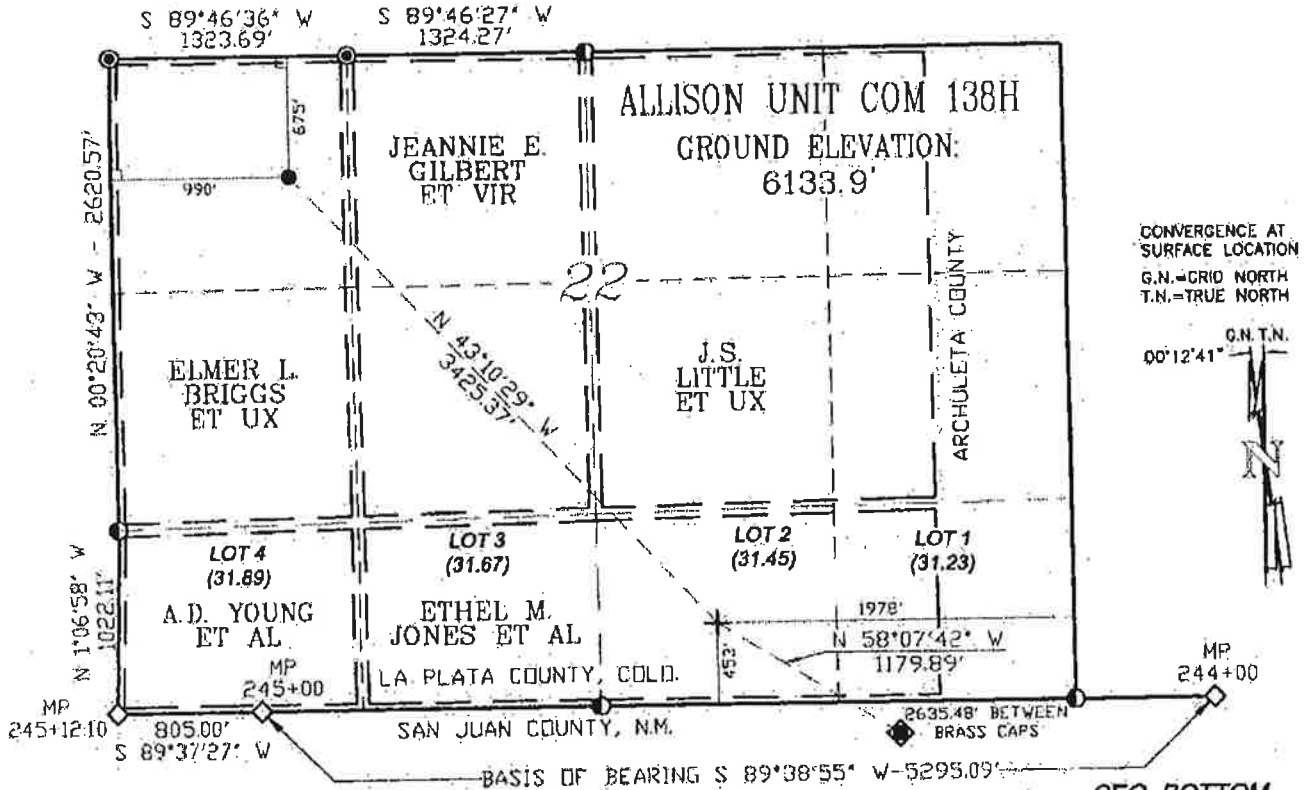 S 89°46'36" W
1323.69'
S 89°46'27" W
1324.27'
ALLISON UNIT COM 138H
GROUND ELEVATION:
6133.9'
675'
990'
JEANNIE E.
GILBERT
ET VIR
N 00°20'43" W - 2620.57'
22
CONVERGENCE AT
SURFACE LOCATION
G.N.=GRID NORTH
T.N.=TRUE NORTH
G.N. T.N.
00°12'41"
N
ARCHULETA COUNTY
N 43°10'29" W
3425.37'
ELMER L.
BRIGGS
ET UX
J.S.
LITTLE
ET UX
LOT 4
(31.89)
LOT 3
(31.67)
LOT 2
(31.45)
LOT 1
(31.23)
N 1°06'58" W
1022.11'
A.D. YOUNG
ET AL
ETHEL M.
JONES ET AL
1978'
453'
N 58°07'42" W
1179.89'
LA PLATA COUNTY, COLO.
MP
245+00
MP
244+00
MP
245+12.10
805.00'
S 89°37'27" W
SAN JUAN COUNTY, N.M.
2635.48' BETWEEN
BRASS CAPS
BASIS OF BEARING S 89°38'55" W-5295.09'